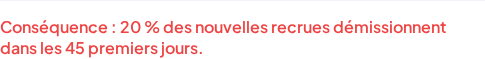 Conséquence : 20 % des nouvelles recrues démissionnent
dans les 45 premiers jours.